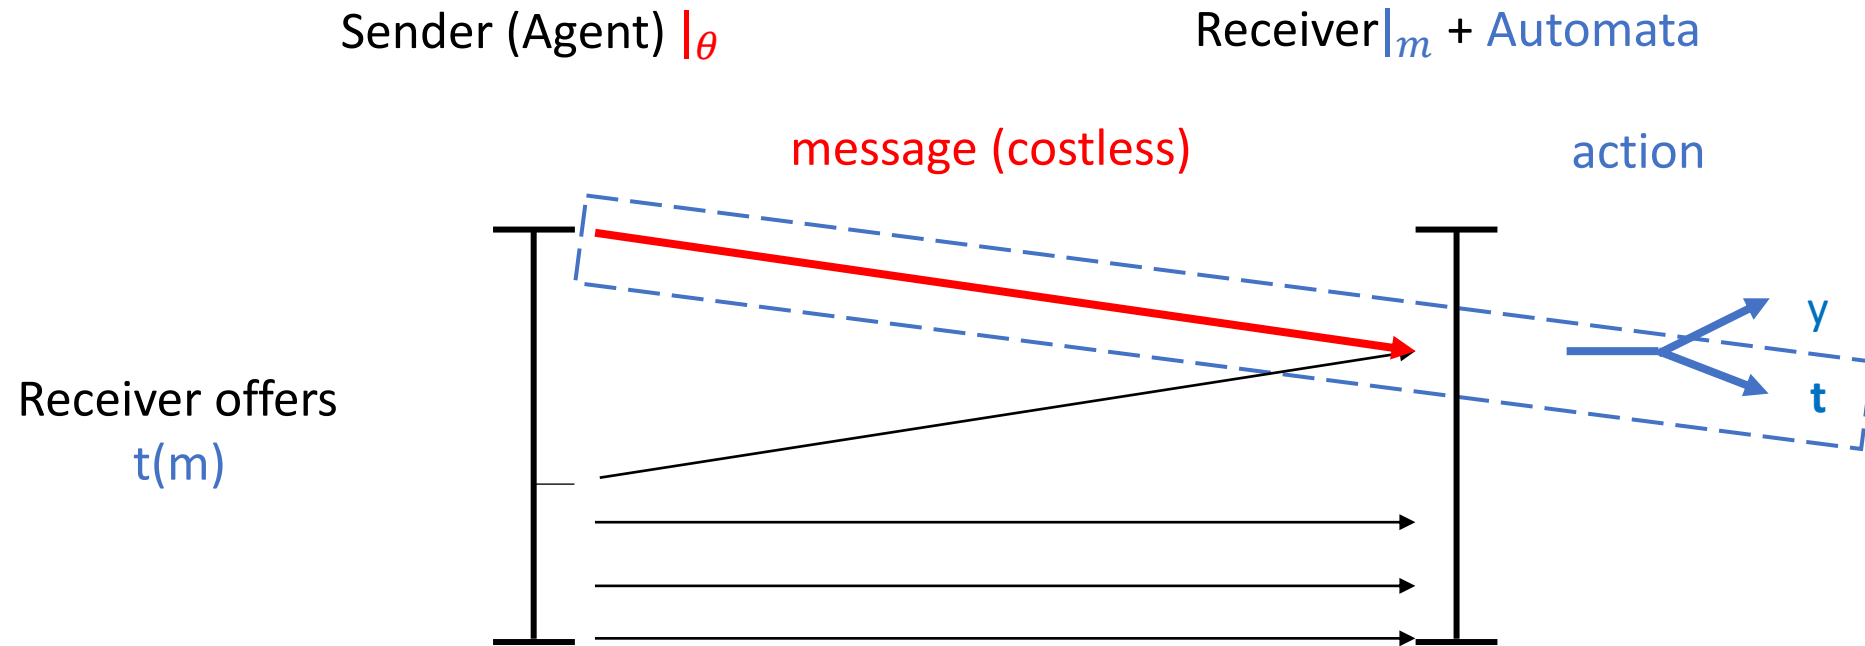 Sender (Agent) |θ
Receiver|m + Automata
message (costless)
action
y
Receiver offers
t
t(m)